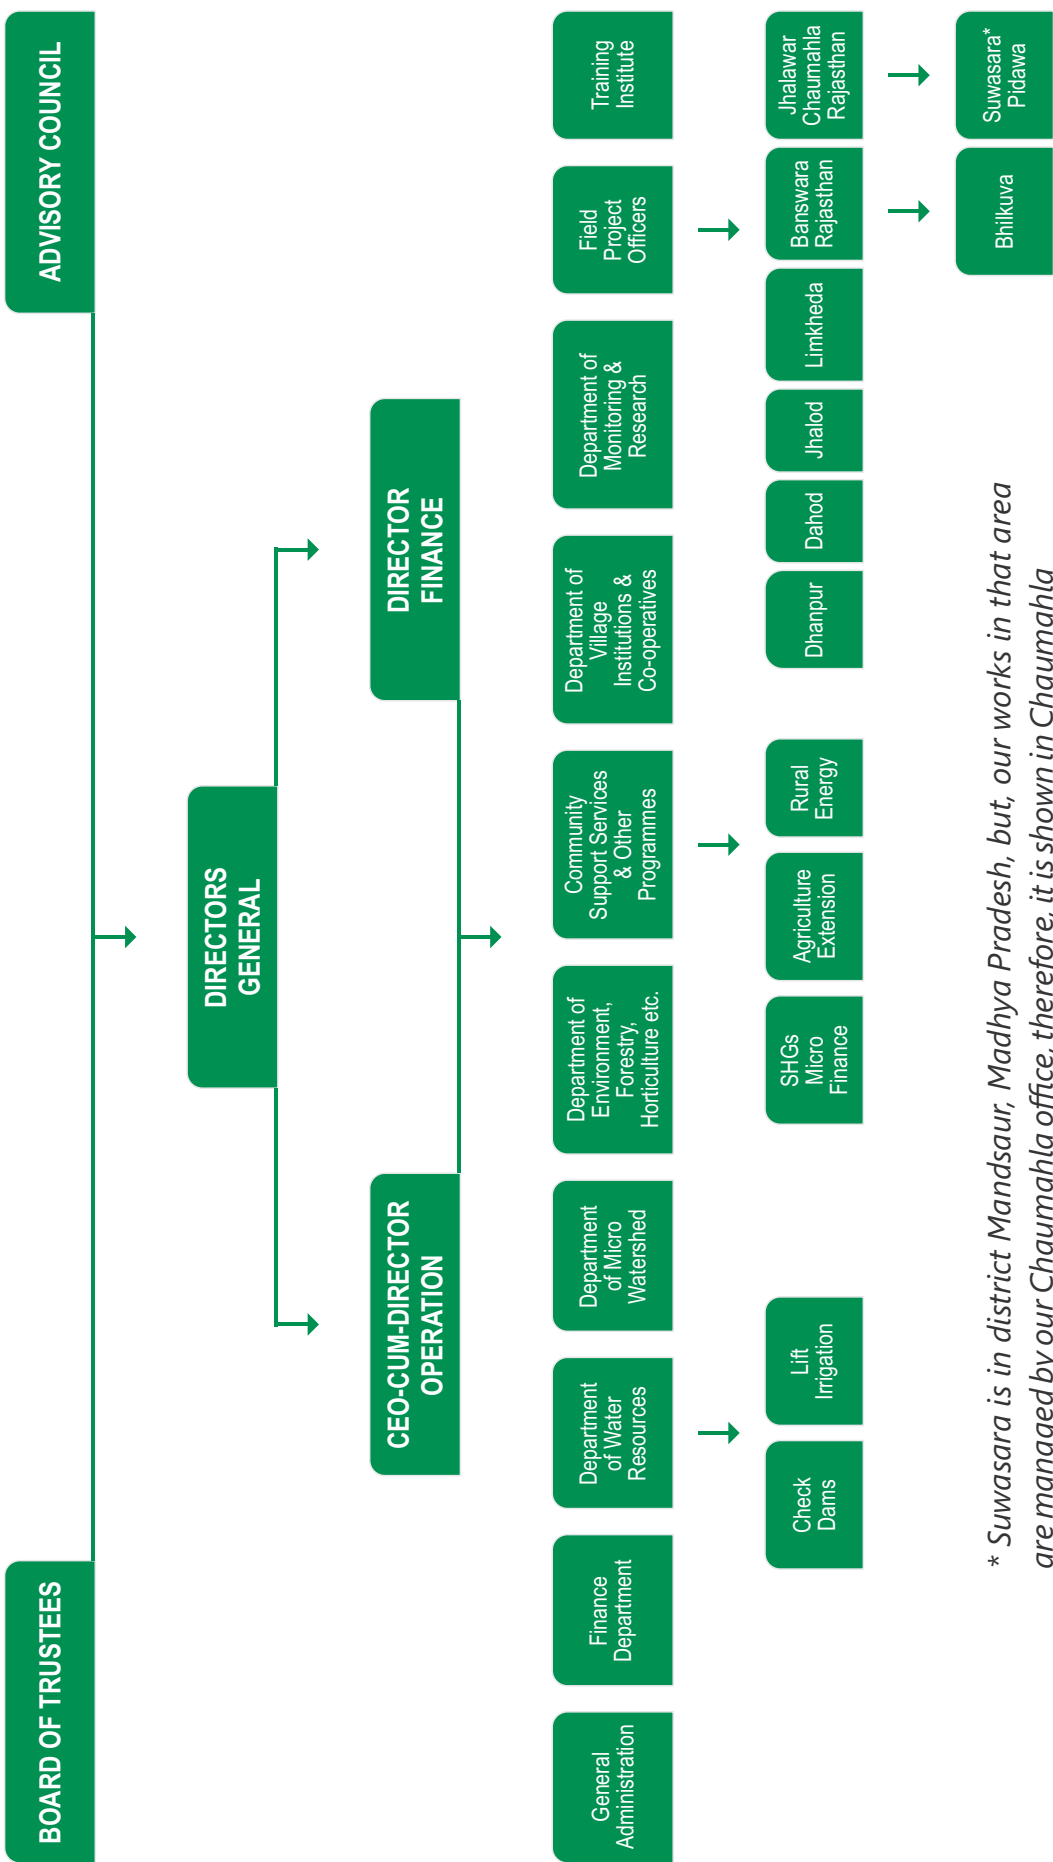 BOARD OF TRUSTEES
ADVISORY COUNCIL
DIRECTORS
GENERAL
CEO-CUM-DIRECTOR
OPERATION
DIRECTOR
FINANCE
General
Administration
Finance
Department
Department
of Water
Resources
Department
of Micro
Watershed
Department of
Environment,
Forestry,
Horticulture etc.
Community
Support Services
& Other
Programmes
Department of
Village
Institutions &
Co-operatives
Department of
Monitoring &
Research
Field
Project
Officers
Training
Institute
Check
Dams
Lift
Irrigation
SHGs
Micro
Finance
Agriculture
Extension
Rural
Energy
Dhanpur
Dahod
Jhalod
Limkheda
Banswara
Rajasthan
Jhalawar
Chaumahla
Rajasthan
Bhilkuva
Suwasara*
Pidawa
* Suwasara is in district Mandsaur, Madhya Pradesh, but, our works in that area
are managed by our Chaumahla office, therefore, it is shown in Chaumahla